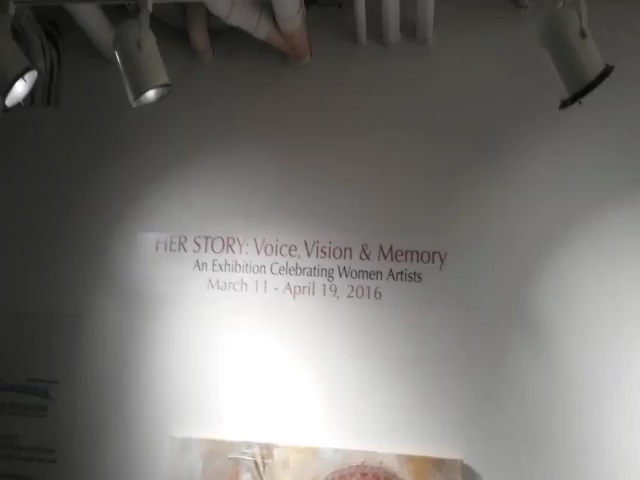 HER STORY: Voice, Vision & Memory
An Exhibition Celebrating Women Artists
March 11 - April 19, 2016